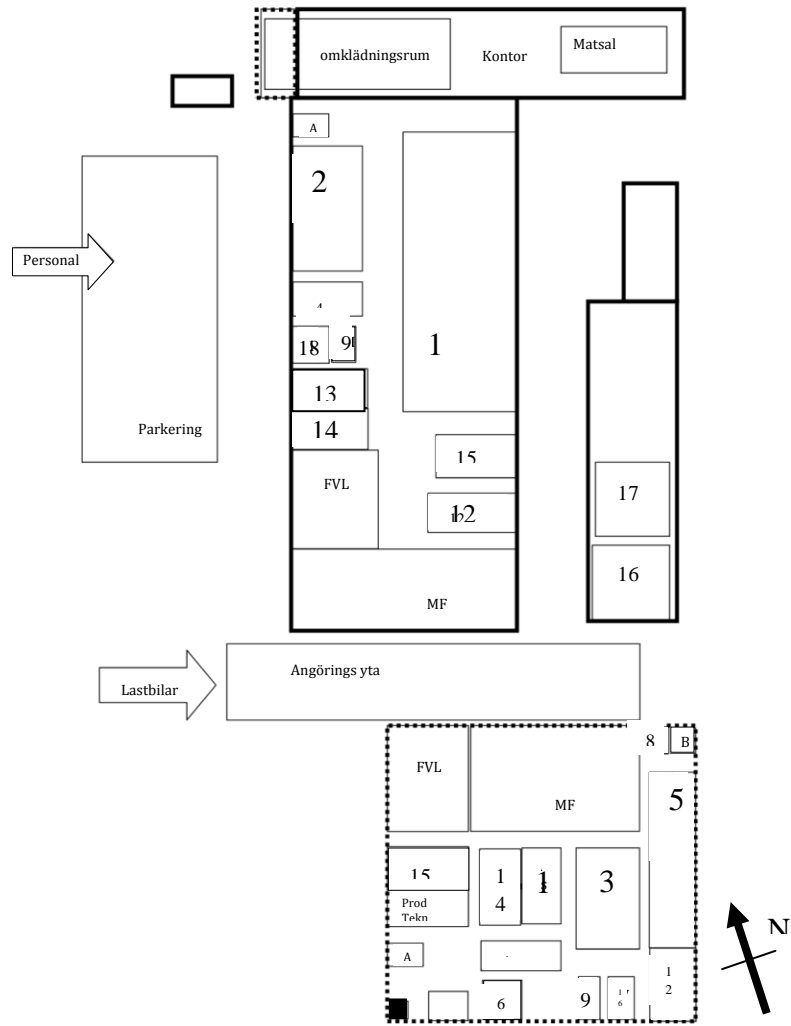 omklädningsrum
Kontor
Matsal
A
2
Personal
1
9
18
13
Parkering
14
15
FVL
17
12
16
MF
Angörings yta
Lastbilar
8
B
FVL
5
MF
15
1
4
3
Prod
Tekn
A
6
9
1
2
N